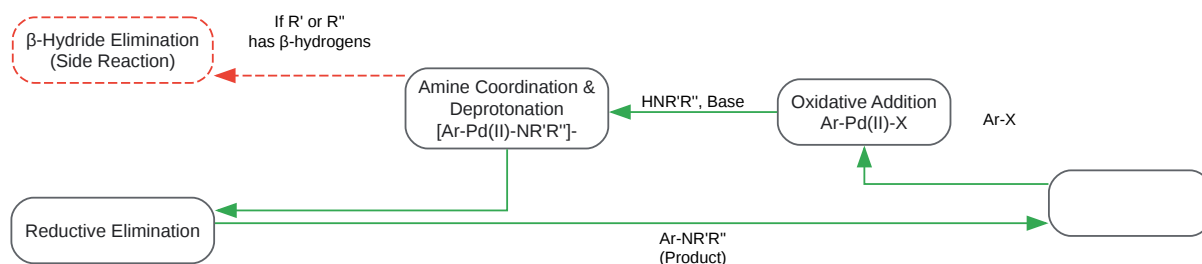 β-Hydride Elimination
(Side Reaction)
If R' or R"
has β-hydrogens
Amine Coordination &
Deprotonation
[Ar-Pd(II)-NR'R"]-
HNR'R", Base
Oxidative Addition
Ar-Pd(II)-X
Ar-X
Reductive Elimination
Ar-NR'R"
(Product)